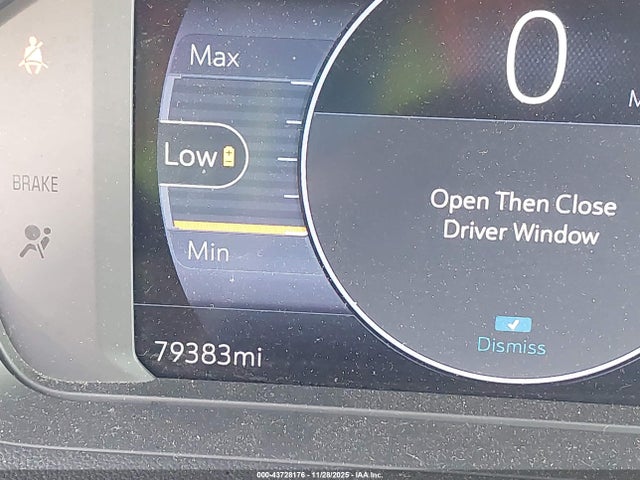 Max
0
Low
BRAKE
Open Then Close
Driver Window
Min
Dismiss
79383mi
000-43728176 - 11/28/2025 - IAA Inc.